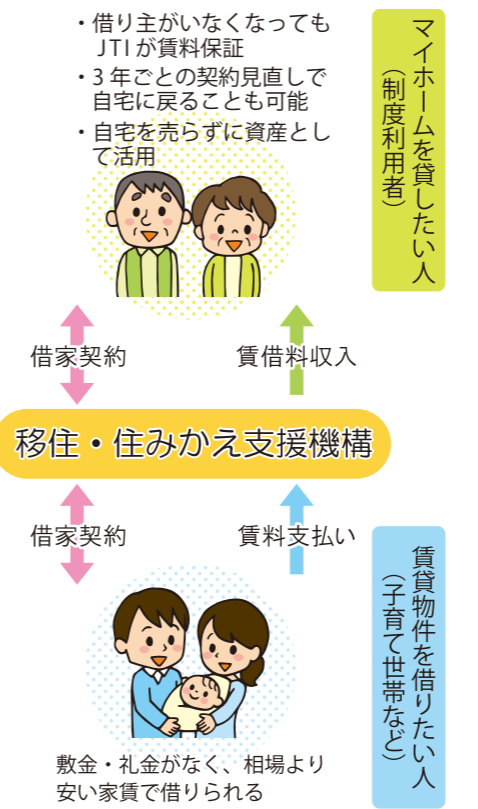 ・借り主がいなくなっても
JTIが賃料保証
・3年ごとの契約見直しで
自宅に戻ることも可能
・自宅を売らずに資産とし
て活用
マイホームを貸したい人
（制度利用者）
借家契約
賃借料収入
移住・住みかえ支援機構
借家契約
賃料支払い
賃貸物件を借りたい人
（子育て世帯など）
敷金・礼金がなく、相場より
安い家賃で借りられる